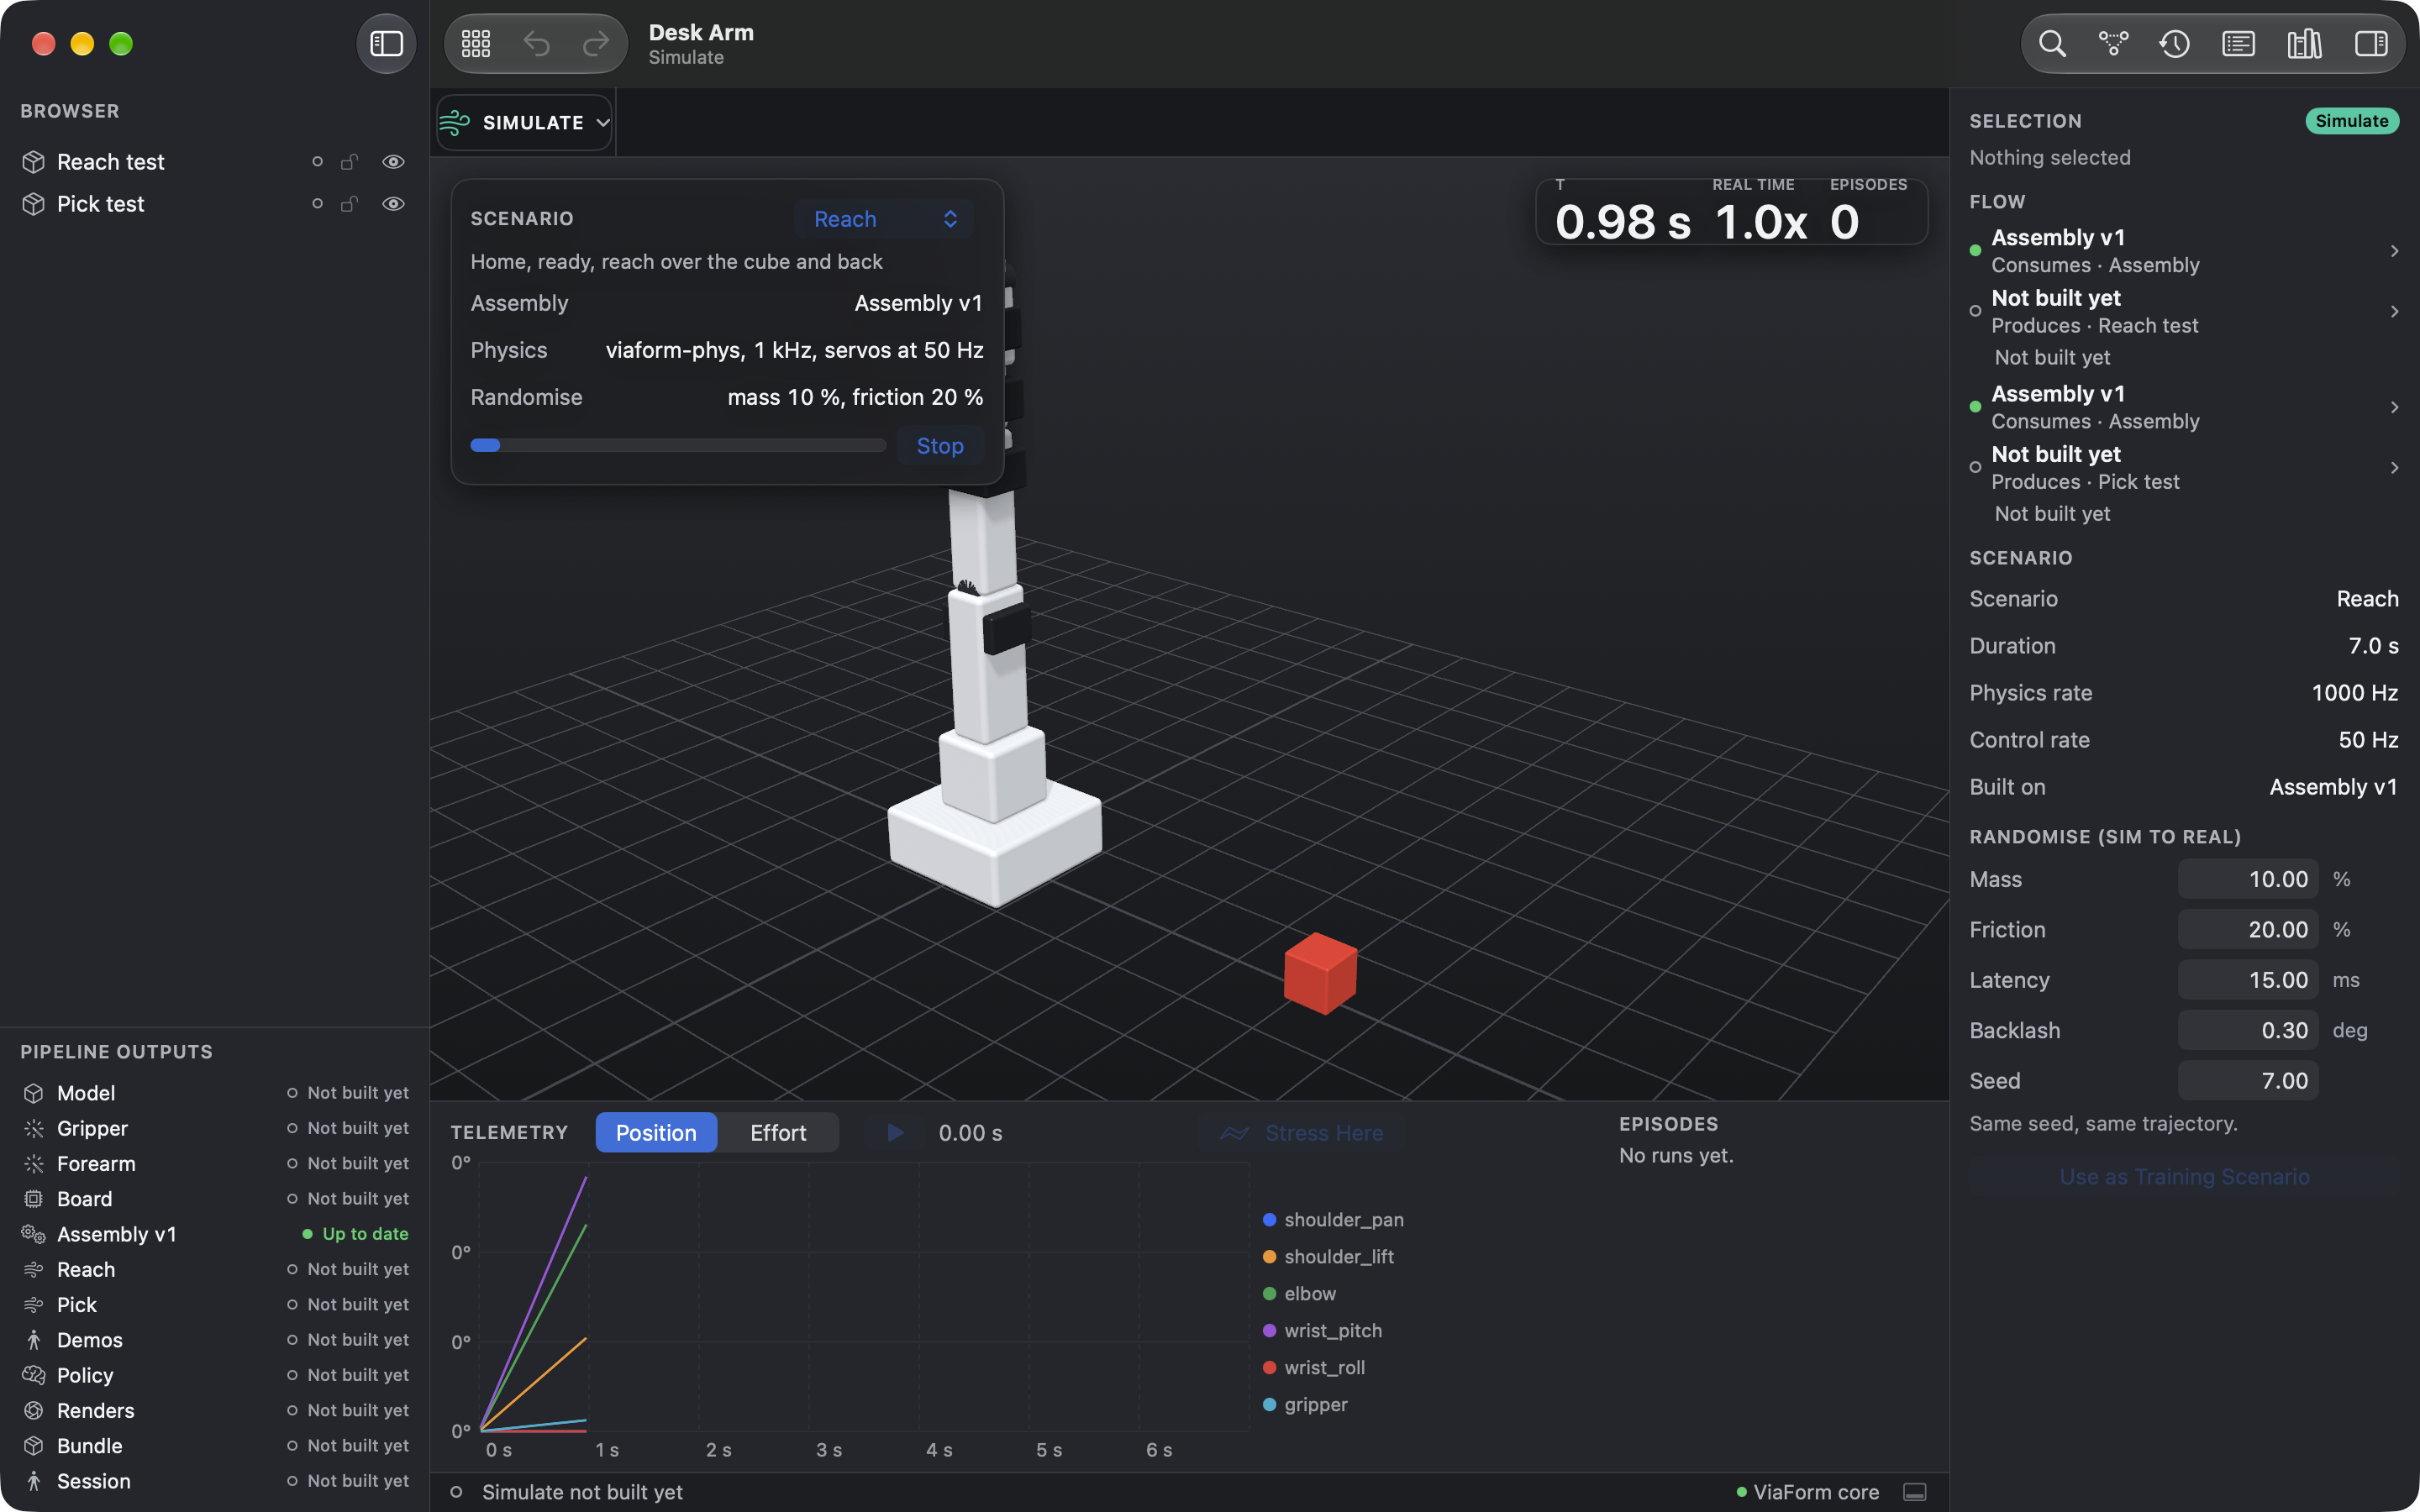 Desk Arm
Simulate
BROWSER
Reach test
Pick test
SIMULATE
SCENARIO
Reach
Home, ready, reach over the cube and back
Assembly
Assembly v1
Physics
viaform-phys, 1 kHz, servos at 50 Hz
Randomise
mass 10 %, friction 20 %
Stop
T
REAL TIME
EPISODES
0.98 s
1.0x
0
SELECTION
Simulate
Nothing selected
FLOW
Assembly v1
Consumes · Assembly
Not built yet
Produces · Reach test
Not built yet
Assembly v1
Consumes · Assembly
Not built yet
Produces · Pick test
Not built yet
SCENARIO
Scenario
Reach
Duration
7.0 s
Physics rate
1000 Hz
Control rate
50 Hz
Built on
Assembly v1
RANDOMISE (SIM TO REAL)
Mass
10.00
%
Friction
20.00
%
Latency
15.00
ms
Backlash
0.30
deg
Seed
7.00
Same seed, same trajectory.
Use as Training Scenario
PIPELINE OUTPUTS
Model
Not built yet
Gripper
Not built yet
Forearm
Not built yet
Board
Not built yet
Assembly v1
Up to date
Reach
Not built yet
Pick
Not built yet
Demos
Not built yet
Policy
Not built yet
Renders
Not built yet
Bundle
Not built yet
Session
Not built yet
TELEMETRY
Position
Effort
0.00 s
Stress Here
EPISODES
No runs yet.
0°
0°
0°
0°
0 s
1 s
2 s
3 s
4 s
5 s
6 s
shoulder_pan
shoulder_lift
elbow
wrist_pitch
wrist_roll
gripper
Simulate not built yet
ViaForm core